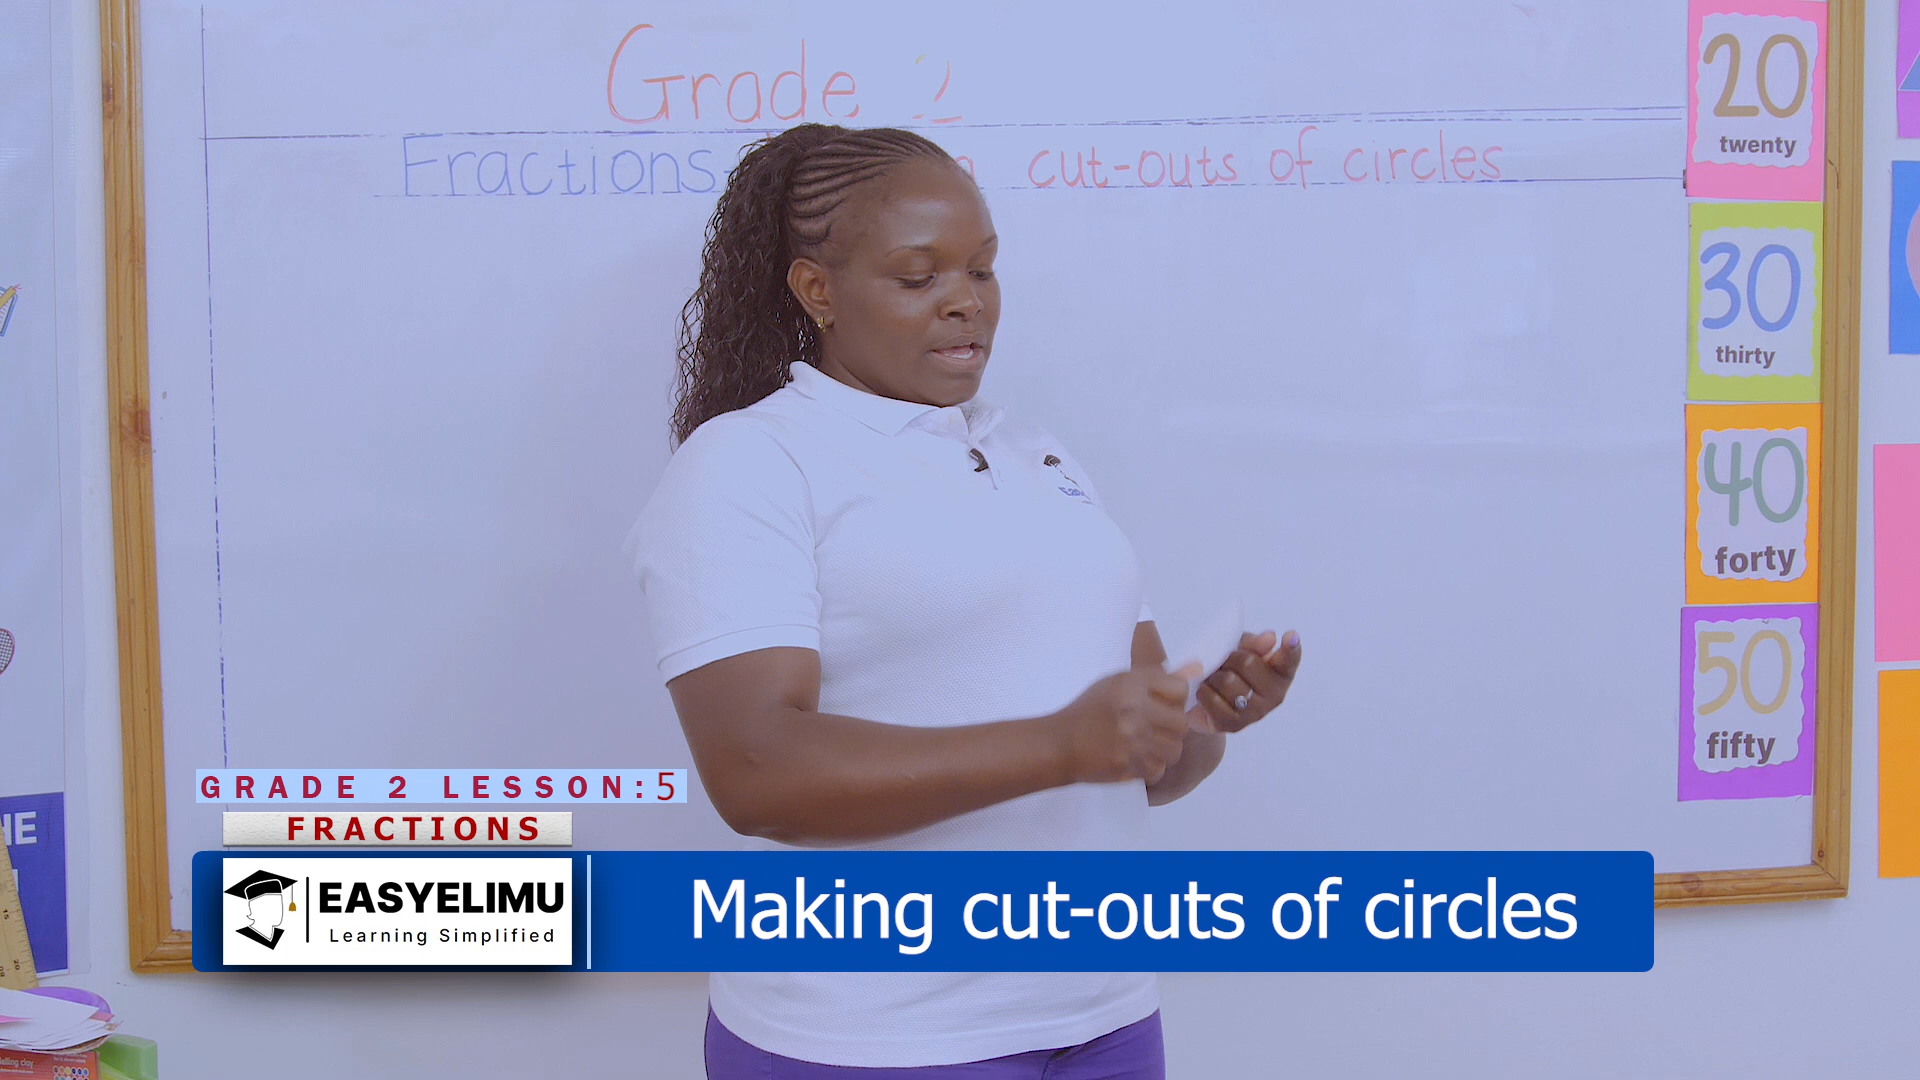 Grade 2
Fractions- cut-outs of circles
20
twenty
30
thirty
40
forty
50
fifty
GRADE 2 LESSON:5
FRACTIONS
EASYELIMU
Learning Simplified
Making cut-outs of circles